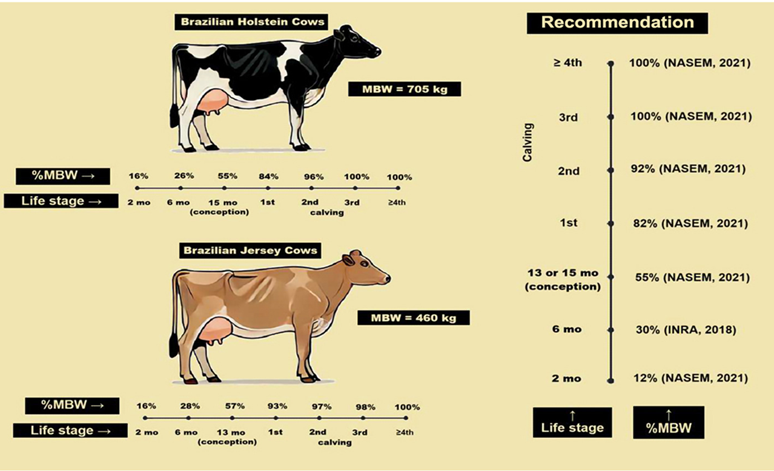 Brazilian Holstein Cows
MBW = 705 kg
%MBW → 16% 26% 55% 84% 96% 100% 100%
Life stage → 2 mo 6 mo 15 mo 1st 2nd 3rd ≥4th
(conception) calving
Brazilian Jersey Cows
MBW = 460 kg
%MBW → 16% 28% 57% 93% 97% 98% 100%
Life stage → 2 mo 6 mo 13 mo 1st 2nd 3rd ≥4th
(conception) calving
Recommendation
≥ 4th 100% (NASEM, 2021)
3rd 100% (NASEM, 2021)
Calving
2nd 92% (NASEM, 2021)
1st 82% (NASEM, 2021)
13 or 15 mo 55% (NASEM, 2021)
(conception)
6 mo 30% (INRA, 2018)
2 mo 12% (NASEM, 2021)
↑ ↑
Life stage %MBW